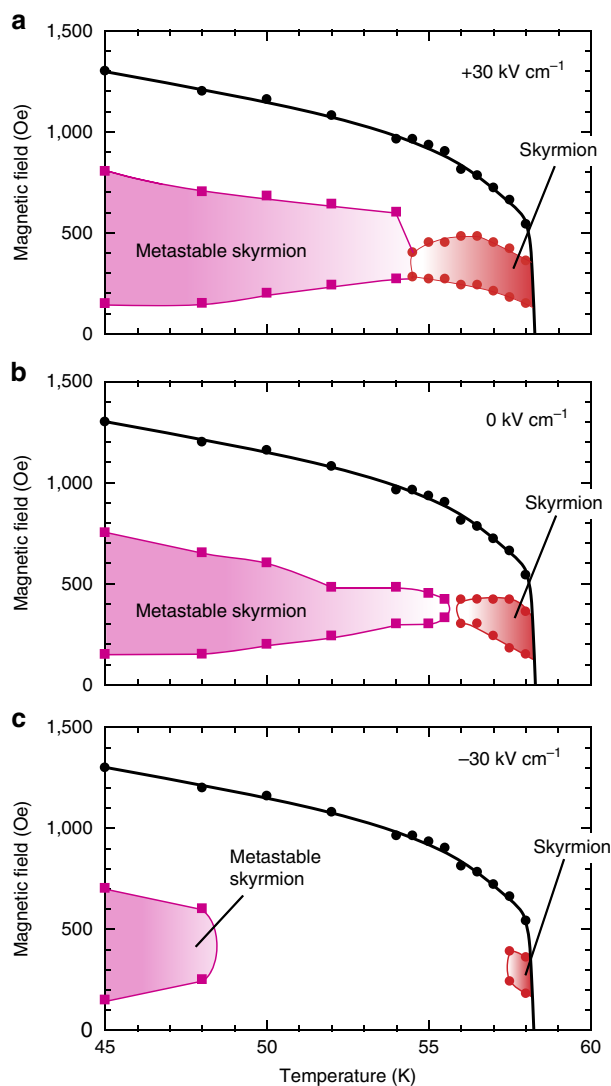 a
1,500
1,000
500
0
Magnetic field (Oe)
+30 kV cm⁻¹
Skyrmion
Metastable skyrmion
b
1,500
1,000
500
0
Magnetic field (Oe)
0 kV cm⁻¹
Skyrmion
Metastable skyrmion
c
1,500
1,000
500
0
Magnetic field (Oe)
–30 kV cm⁻¹
Skyrmion
Metastable
skyrmion
45
50
55
60
Temperature (K)